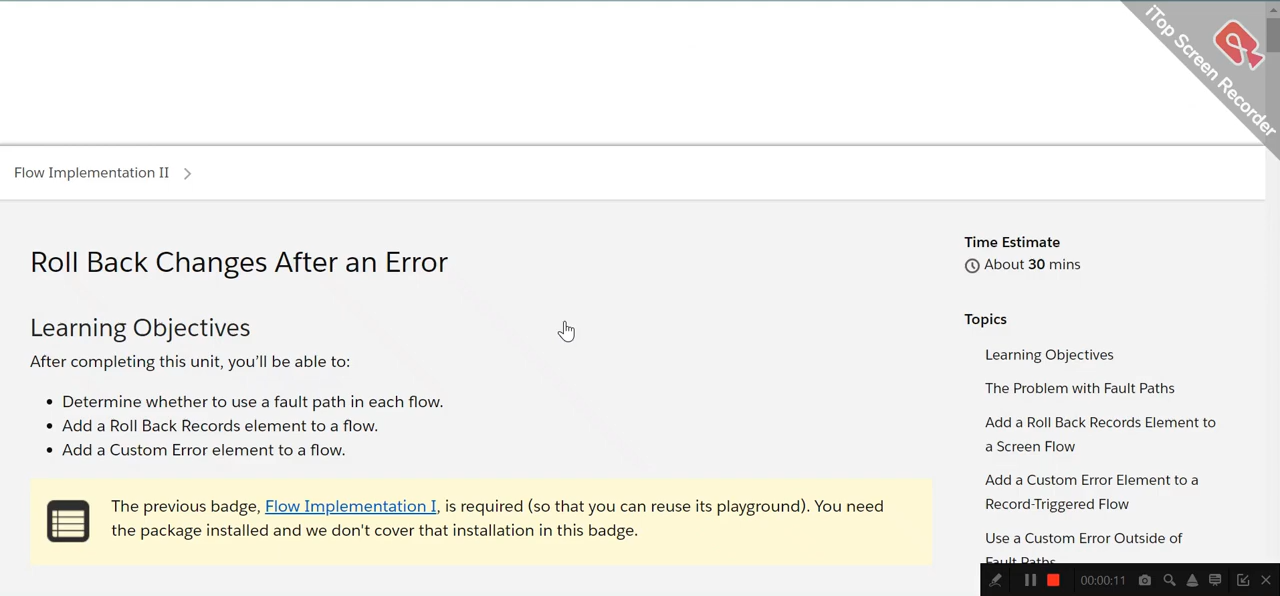 iTop Screen Recorder
Flow Implementation II
Roll Back Changes After an Error
Learning Objectives
After completing this unit, you’ll be able to:
Determine whether to use a fault path in each flow.
Add a Roll Back Records element to a flow.
Add a Custom Error element to a flow.
The previous badge, Flow Implementation I, is required (so that you can reuse its playground). You need
the package installed and we don't cover that installation in this badge.
Time Estimate
About 30 mins
Topics
Learning Objectives
The Problem with Fault Paths
Add a Roll Back Records Element to
a Screen Flow
Add a Custom Error Element to a
Record-Triggered Flow
Use a Custom Error Outside of
Fault Paths
00:00:11